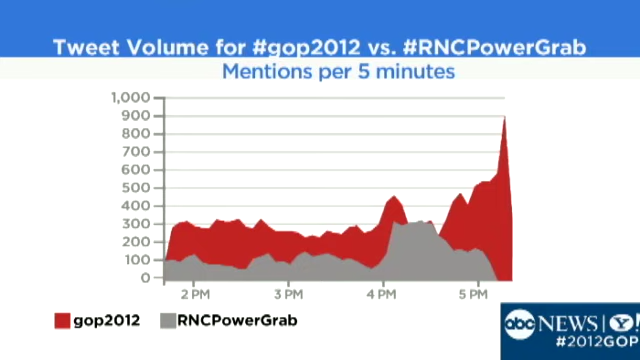 Tweet Volume for #gop2012 vs. #RNCPowerGrab
Mentions per 5 minutes
1,000
900
800
700
600
500
400
300
200
100
0
2 PM 3 PM 4 PM 5 PM
gop2012 RNCPowerGrab
abc NEWS Y!
#2012GOP